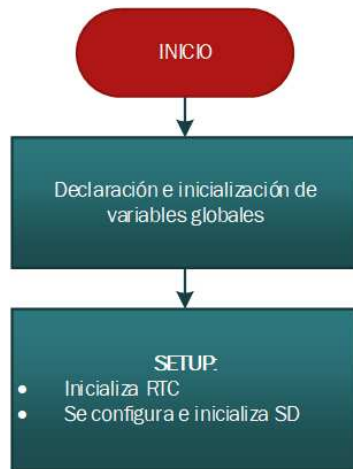 INICIO
Declaración e inicialización de
variables globales
SETUP:
• Inicializa RTC
• Se configura e inicializa SD